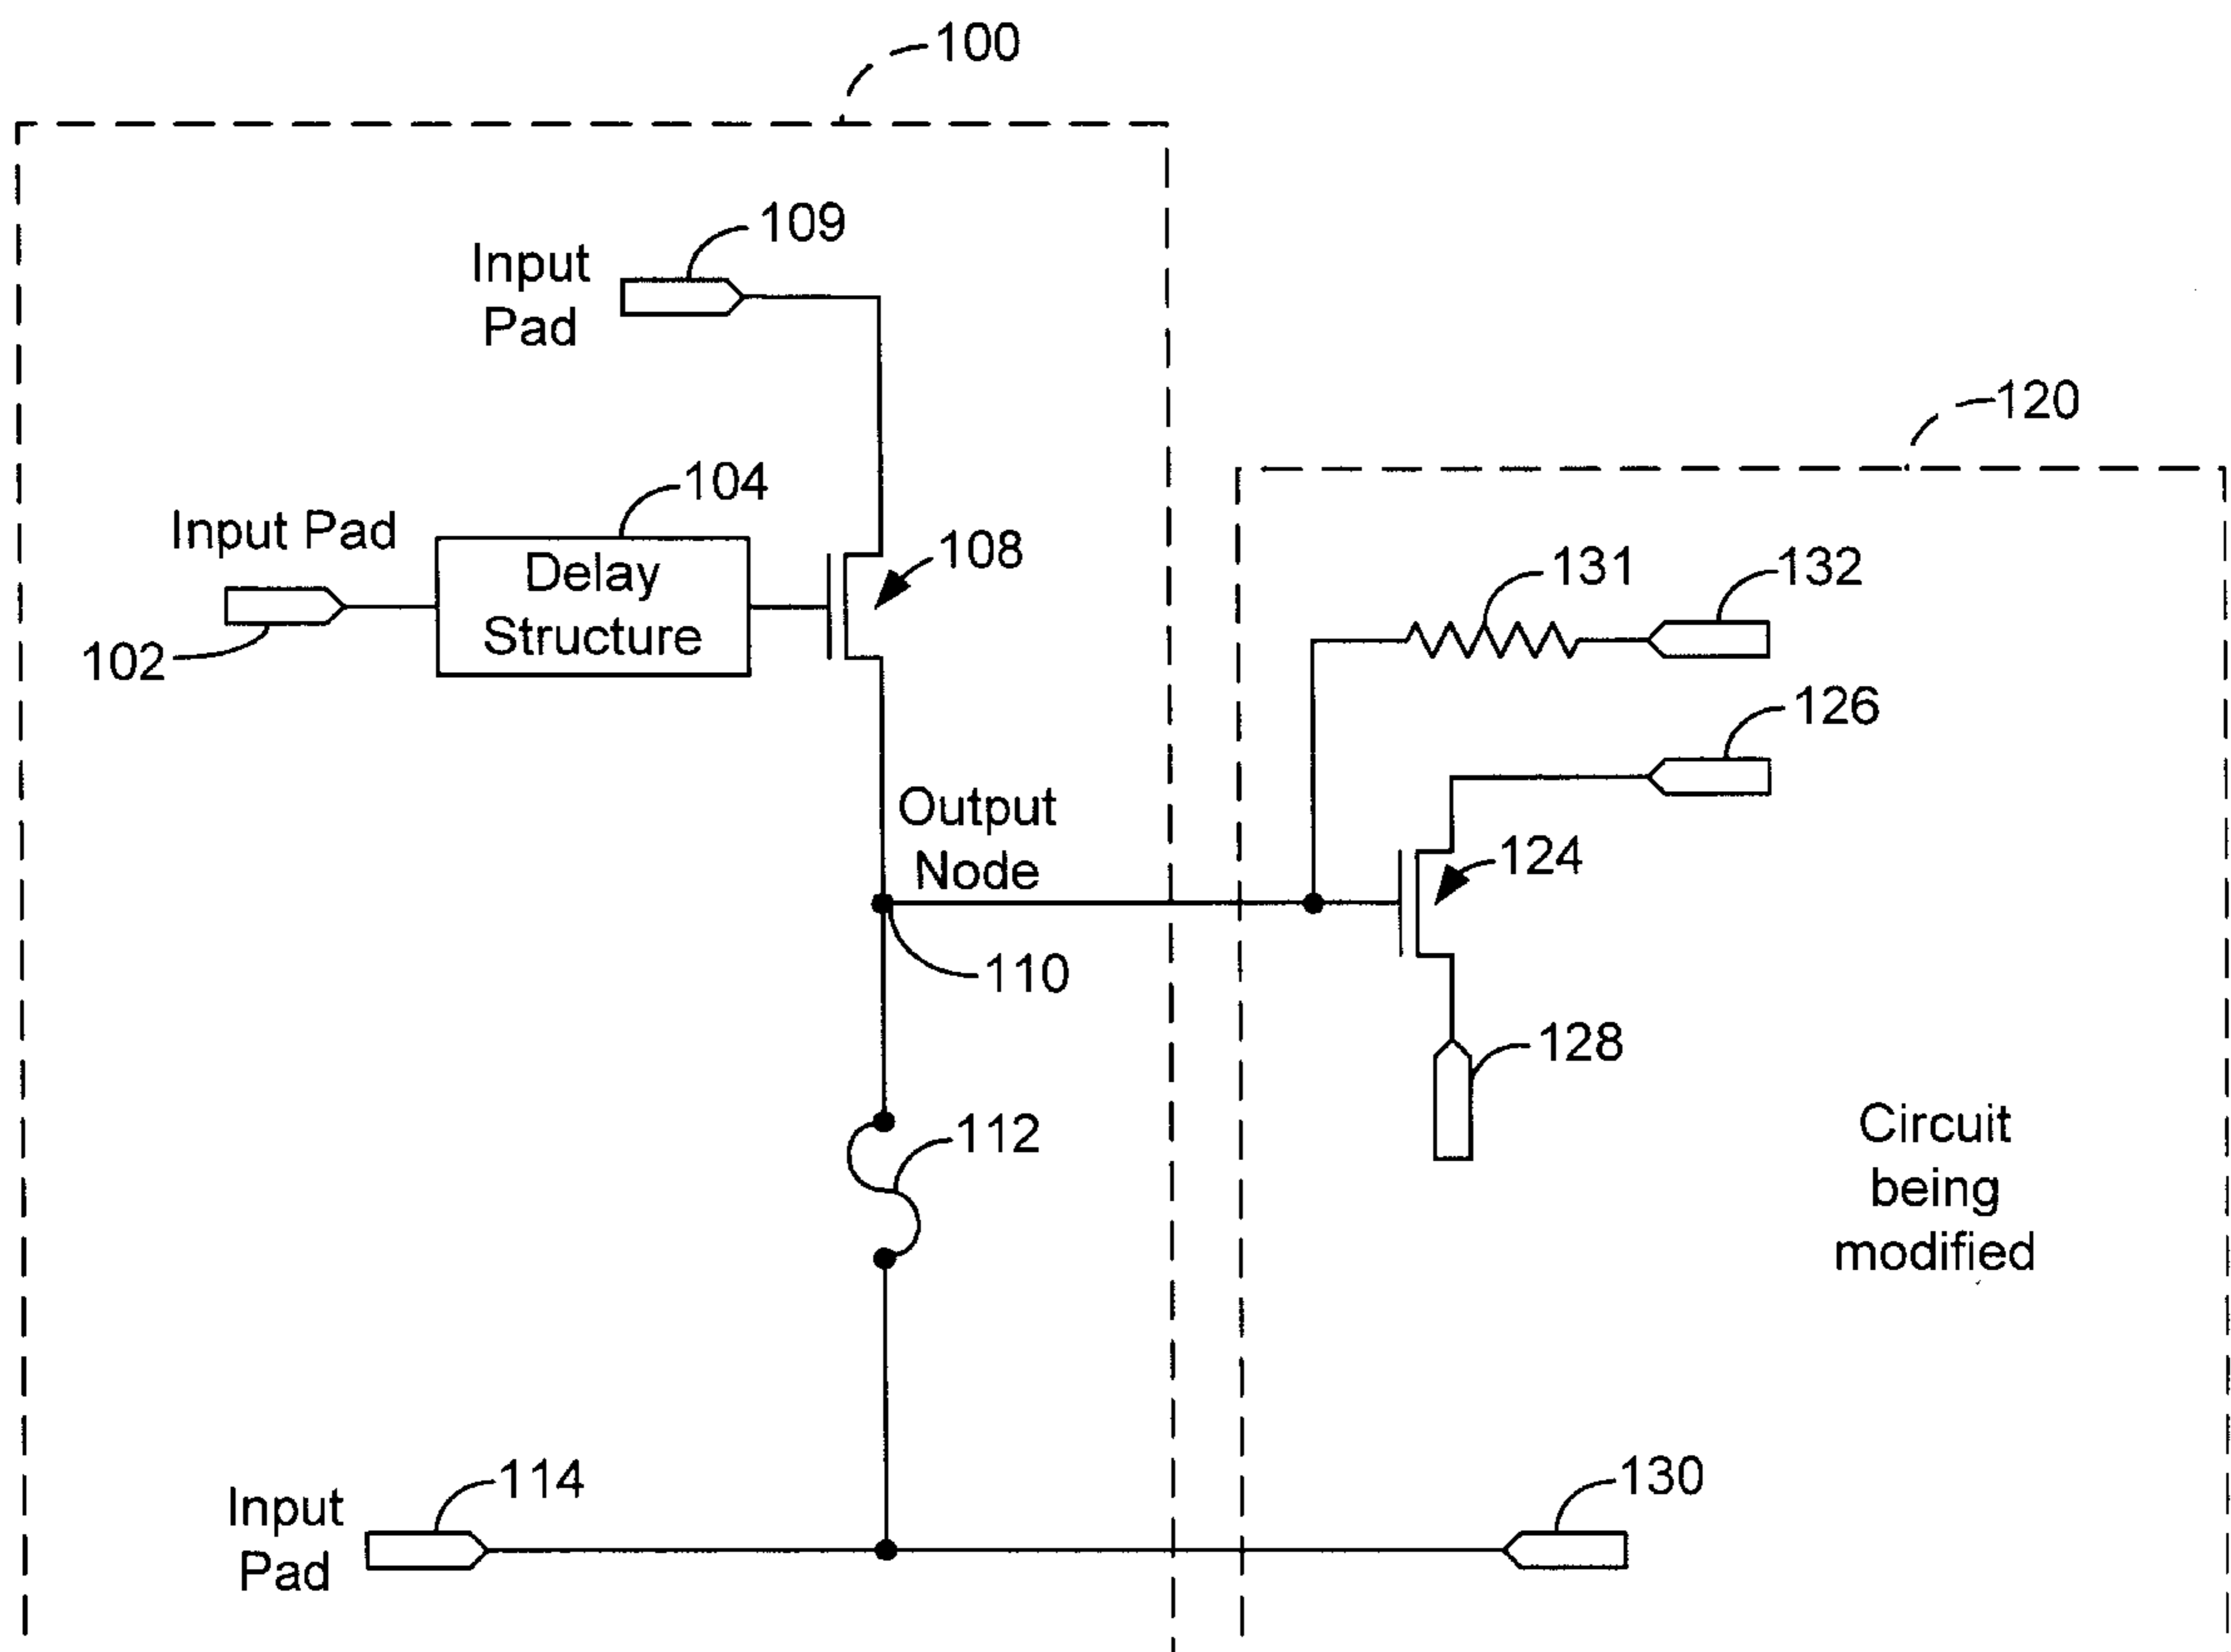 100
109
Input
Pad
120
104
Input Pad
Delay
Structure
108
102
131
132
126
Output
Node
124
110
128
112
Circuit
being
modified
114
Input
Pad
130